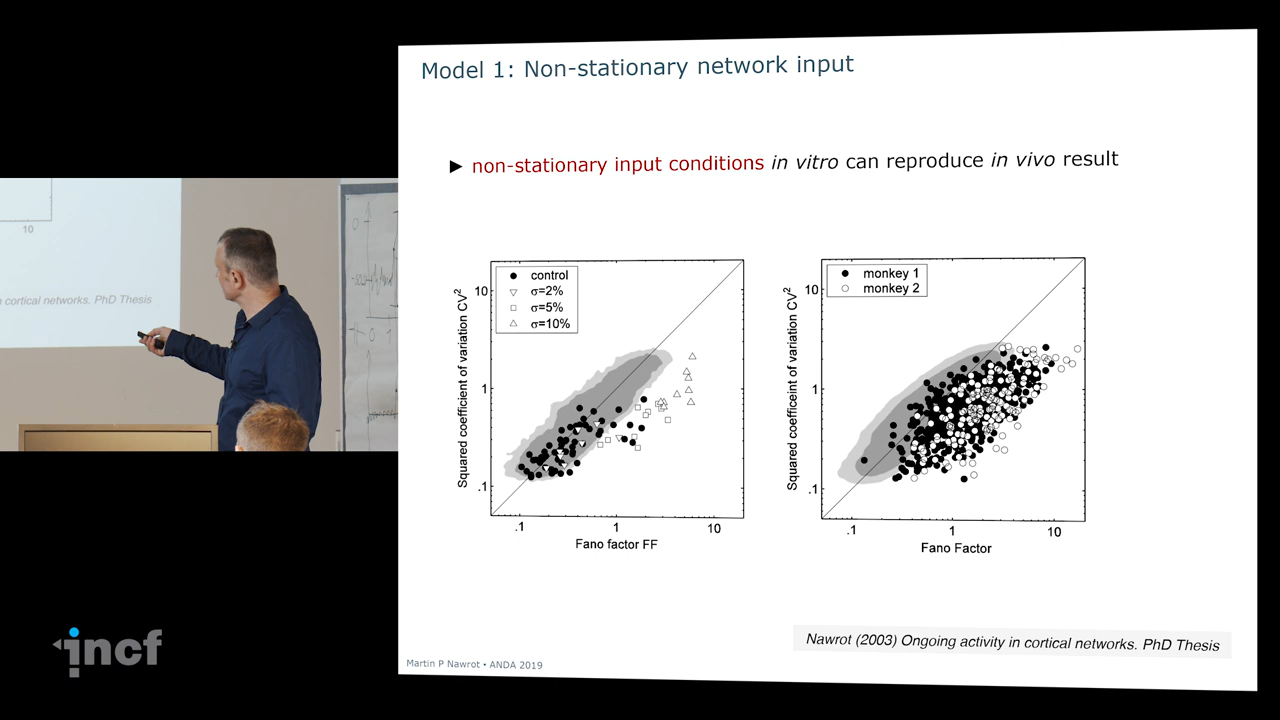 Model 1: Non-stationary network input
► non-stationary input conditions in vitro can reproduce in vivo result
control
σ=2%
σ=5%
σ=10%
Squared coefficient of variation CV²
10
1
.1
.1
1
10
Fano factor FF
monkey 1
monkey 2
Squared coeffiecint of variation CV²
10
1
.1
.1
1
10
Fano Factor
Nawrot (2003) Ongoing activity in cortical networks. PhD Thesis
Martin P Nawrot • ANDA 2019
10
cortical networks. PhD Thesis
0
incf